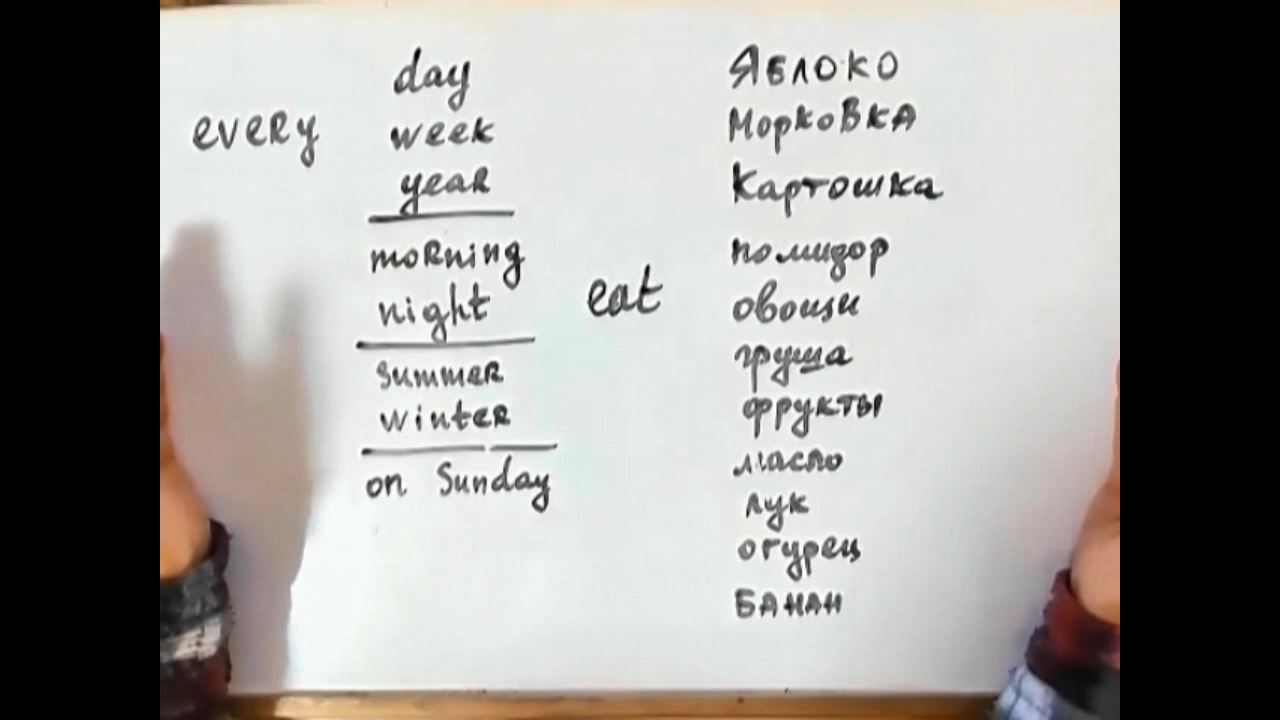 every
day
week
year
morning
night
summer
winter
on Sunday
eat
Яблоко
Морковка
Картошка
помидор
овощи
груша
фрукты
масло
лук
огурец
БАНАН